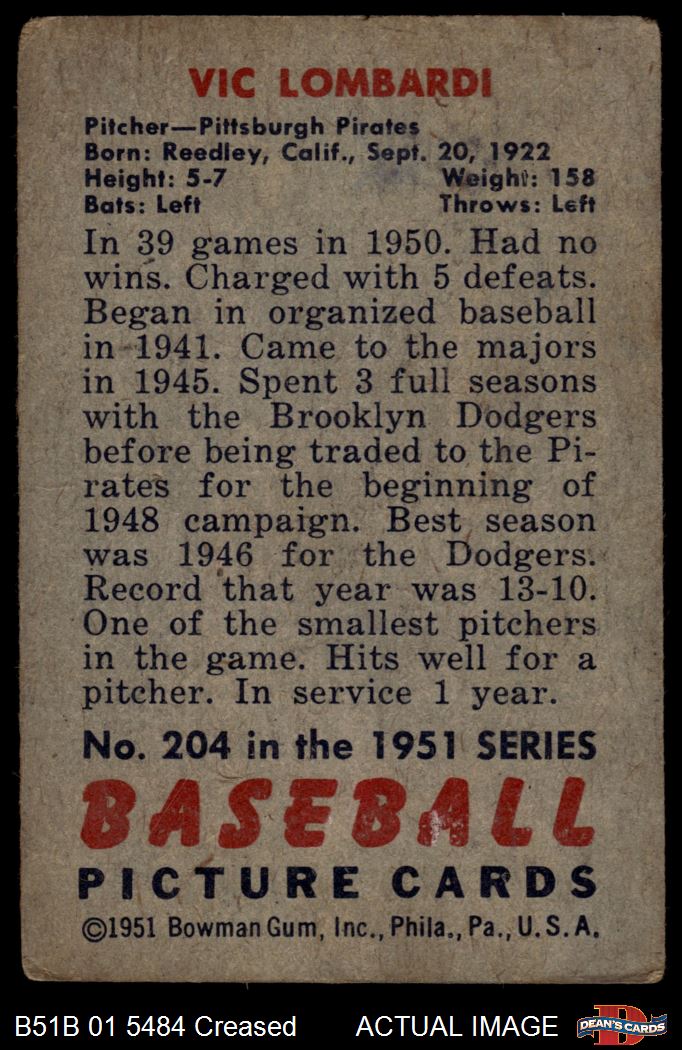 VIC LOMBARDI
Pitcher—Pittsburgh Pirates
Born: Reedley, Calif., Sept. 20, 1922
Height: 5-7 Weight: 158
Bats: Left Throws: Left
In 39 games in 1950. Had no
wins. Charged with 5 defeats.
Began in organized baseball
in 1941. Came to the majors
in 1945. Spent 3 full seasons
with the Brooklyn Dodgers
before being traded to the Pi-
rates for the beginning of
1948 campaign. Best season
was 1946 for the Dodgers.
Record that year was 13-10.
One of the smallest pitchers
in the game. Hits well for a
pitcher. In service 1 year.
No. 204 in the 1951 SERIES
BASEBALL
PICTURE CARDS
©1951 Bowman Gum, Inc., Phila., Pa., U.S.A.
B51B 01 5484 Creased ACTUAL IMAGE
D
DEAN'S CARDS